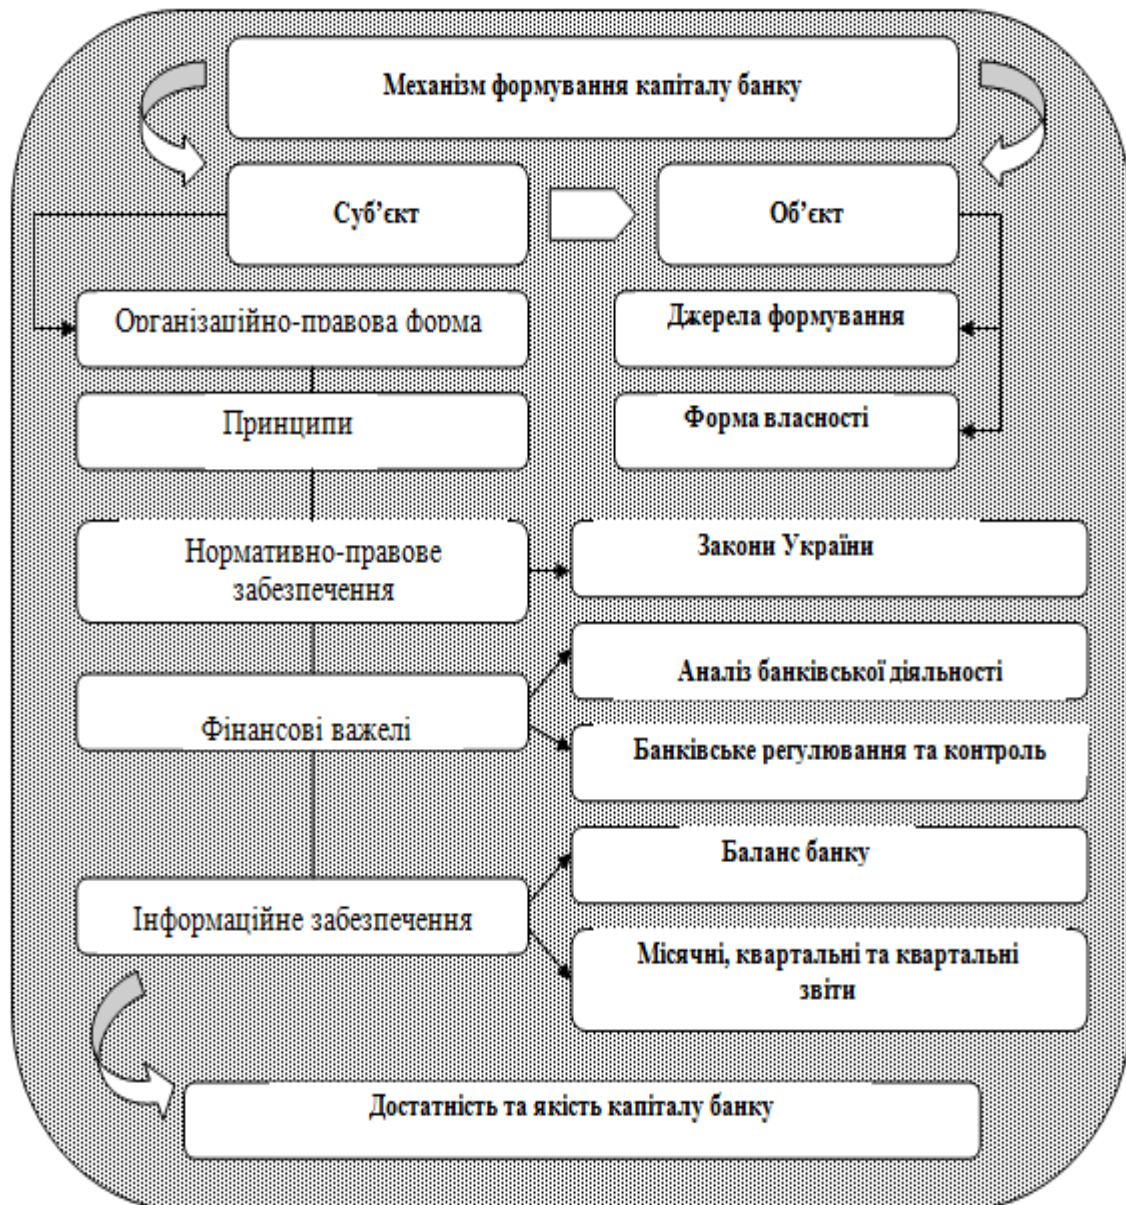 Механізм формування капіталу банку
Суб’єкт
Об’єкт
Організаційно-правова форма
Джерела формування
Принципи
Форма власності
Нормативно-правове
забезпечення
Закони України
Фінансові важелі
Аналіз банківської діяльності
Банківське регулювання та контроль
Інформаційне забезпечення
Баланс банку
Місячні, квартальні та квартальні
звіти
Достатність та якість капіталу банку